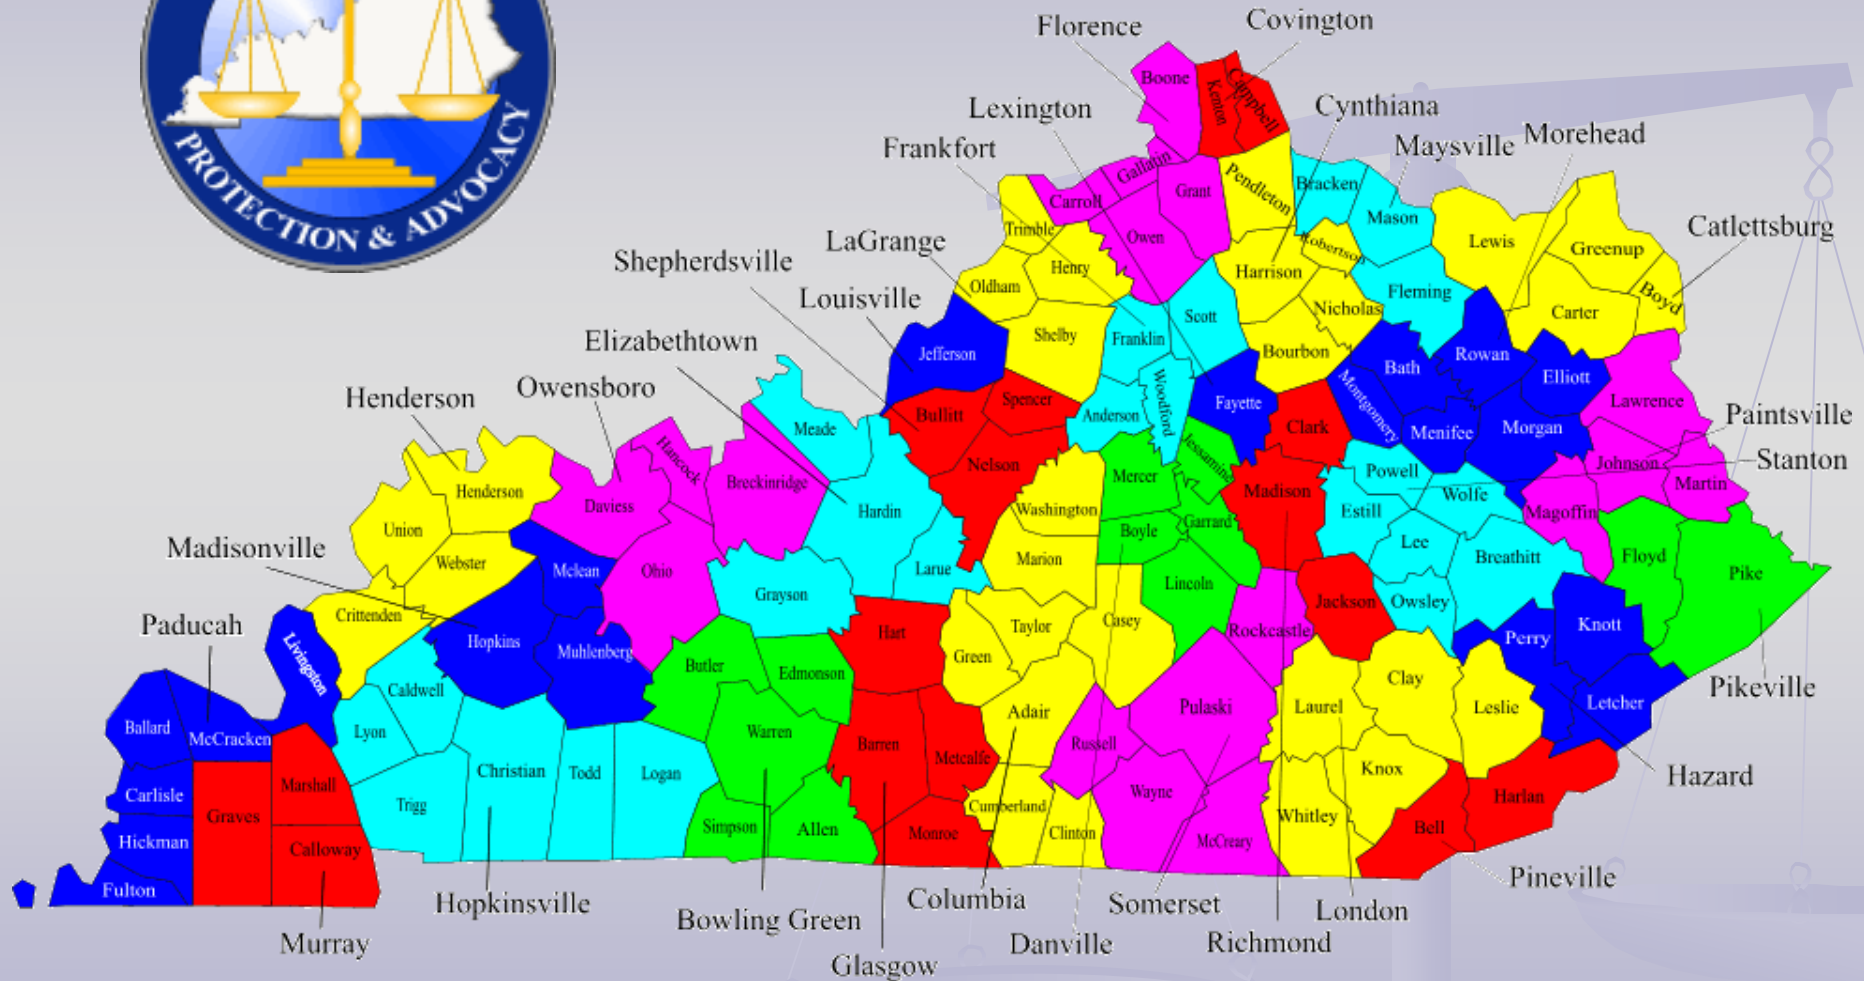 PROTECTION & ADVOCACY
Florence
Covington
Lexington
Cynthiana
Frankfort
Maysville
Morehead
LaGrange
Catlettsburg
Shepherdsville
Louisville
Elizabethtown
Owensboro
Henderson
Paintsville
Stanton
Madisonville
Paducah
Pikeville
Hazard
Pineville
Hopkinsville
Bowling Green
Columbia
Somerset
London
Murray
Glasgow
Danville
Richmond
Boone
Kenton
Campbell
Gallatin
Grant
Pendleton
Bracken
Mason
Carroll
Trimble
Owen
Robertson
Lewis
Greenup
Henry
Harrison
Oldham
Nicholas
Fleming
Carter
Boyd
Shelby
Franklin
Scott
Bourbon
Jefferson
Bath
Rowan
Elliott
Lawrence
Bullitt
Spencer
Anderson
Woodford
Fayette
Clark
Montgomery
Menifee
Morgan
Meade
Nelson
Mercer
Jessamine
Madison
Powell
Wolfe
Johnson
Martin
Magoffin
Hancock
Breckinridge
Henderson
Daviess
Hardin
Washington
Boyle
Garrard
Estill
Lee
Breathitt
Floyd
Pike
Union
Webster
Mclean
Ohio
Grayson
Larue
Marion
Lincoln
Jackson
Owsley
Crittenden
Hopkins
Muhlenberg
Hart
Taylor
Casey
Rockcastle
Perry
Knott
Livingston
Butler
Edmonson
Green
Clay
Caldwell
Adair
Pulaski
Laurel
Leslie
Letcher
Ballard
McCracken
Lyon
Warren
Barren
Metcalfe
Russell
Knox
Harlan
Carlisle
Marshall
Christian
Todd
Logan
Trigg
Cumberland
Wayne
Whitley
Bell
Graves
Hickman
Calloway
Simpson
Allen
Monroe
Clinton
McCreary
Fulton